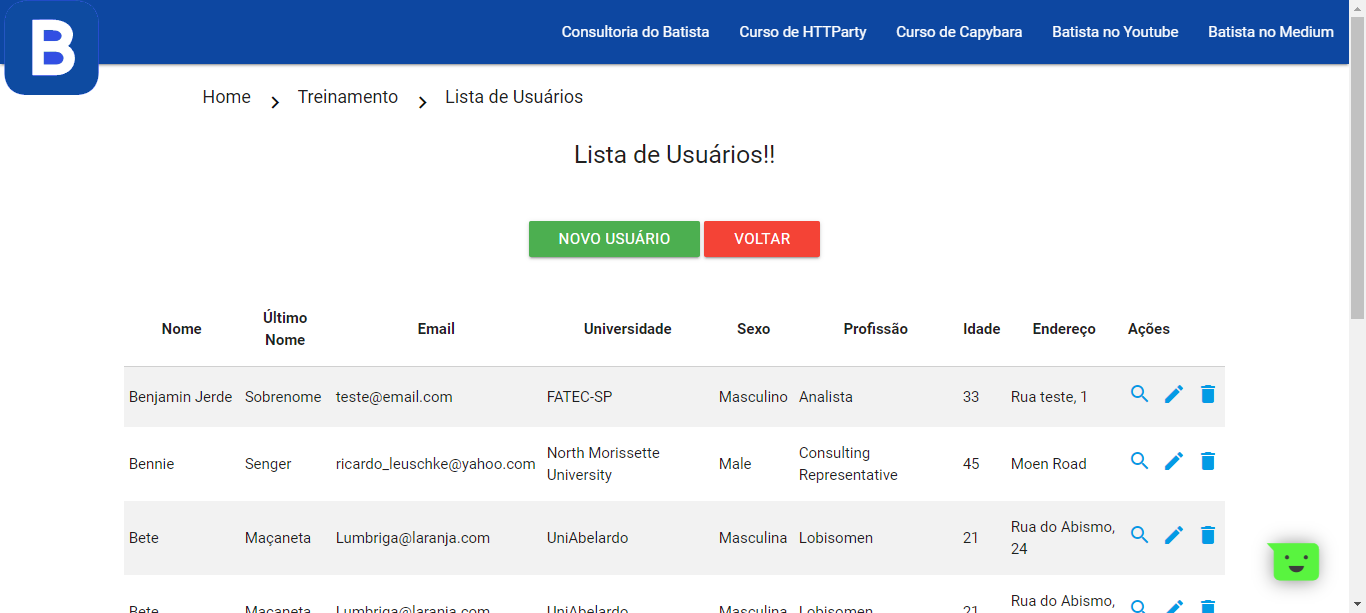 B
Consultoria do Batista Curso de HTTParty Curso de Capybara Batista no Youtube Batista no Medium
Home Treinamento Lista de Usuários
Lista de Usuários!!
NOVO USUÁRIO VOLTAR
Nome Último Nome Email Universidade Sexo Profissão Idade Endereço Ações
Benjamin Jerde Sobrenome teste@email.com FATEC-SP Masculino Analista 33 Rua teste, 1
Bennie Senger ricardo_leuschke@yahoo.com North Morissette University Male Consulting Representative 45 Moen Road
Bete Maçaneta Lumbriga@laranja.com UniAbelardo Masculina Lobisomen 21 Rua do Abismo, 24
Bete Maçaneta Lumbriga@laranja.com UniAbelardo Masculina Lobisomen 21 Rua do Abismo,